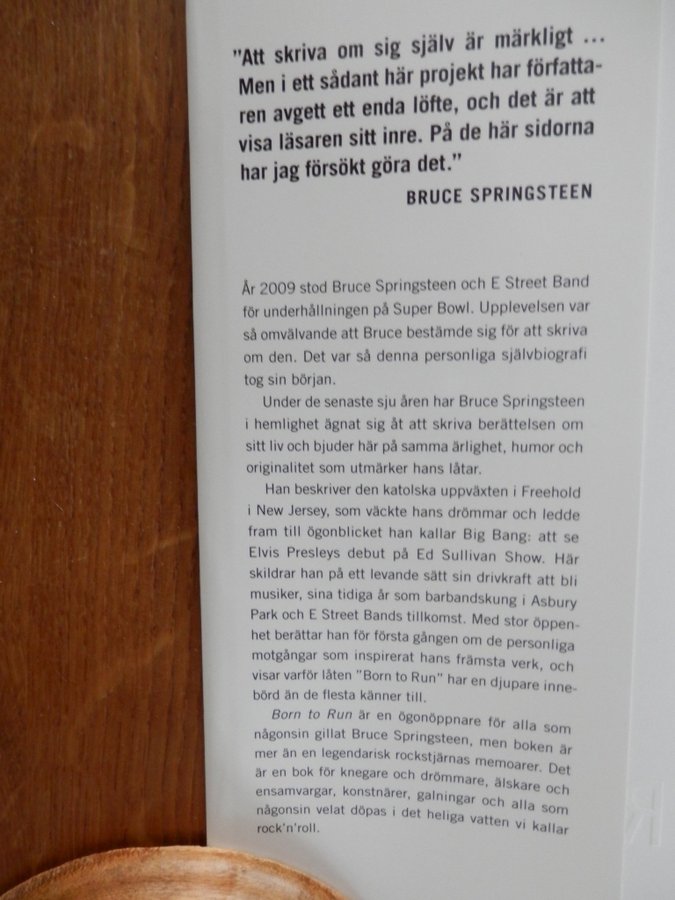 ”Att skriva om sig själv är märkligt ...
Men i ett sådant här projekt har författa-
ren avgett ett enda löfte, och det är att
visa läsaren sitt inre. På de här sidorna
har jag försökt göra det.”
BRUCE SPRINGSTEEN
År 2009 stod Bruce Springsteen och E Street Band
för underhållningen på Super Bowl. Upplevelsen var
så omvälvande att Bruce bestämde sig för att skriva
om den. Det var så denna personliga självbiografi
tog sin början.
Under de senaste sju åren har Bruce Springsteen
i hemlighet ägnat sig åt att skriva berättelsen om
sitt liv och bjuder här på samma ärlighet, humor och
originalitet som utmärker hans låtar.
Han beskriver den katolska uppväxten i Freehold
i New Jersey, som väckte hans drömmar och ledde
fram till ögonblicket han kallar Big Bang: att se
Elvis Presleys debut på Ed Sullivan Show. Här
skildrar han på ett levande sätt sin drivkraft att bli
musiker, sina tidiga år som barbandskung i Asbury
Park och E Street Bands tillkomst. Med stor öppen-
het berättar han för första gången om de personliga
motgångar som inspirerat hans främsta verk, och
visar varför låten ”Born to Run” har en djupare inne-
börd än de flesta känner till.
Born to Run är en ögonöppnare för alla som
någonsin gillat Bruce Springsteen, men boken är
mer än en legendarisk rockstjärnas memoarer. Det
är en bok för knegare och drömmare, älskare och
ensamvargar, konstnärer, galningar och alla som
någonsin velat döpas i det heliga vatten vi kallar
rock’n’roll.